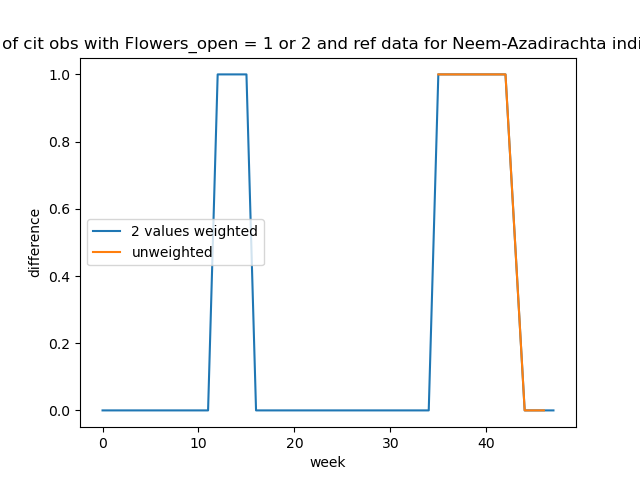 of cit obs with Flowers_open = 1 or 2 and ref data for Neem-Azadirachta indi
1.0
0.8
0.6
0.4
0.2
0.0
difference
2 values weighted
unweighted
0 10 20 30 40
week